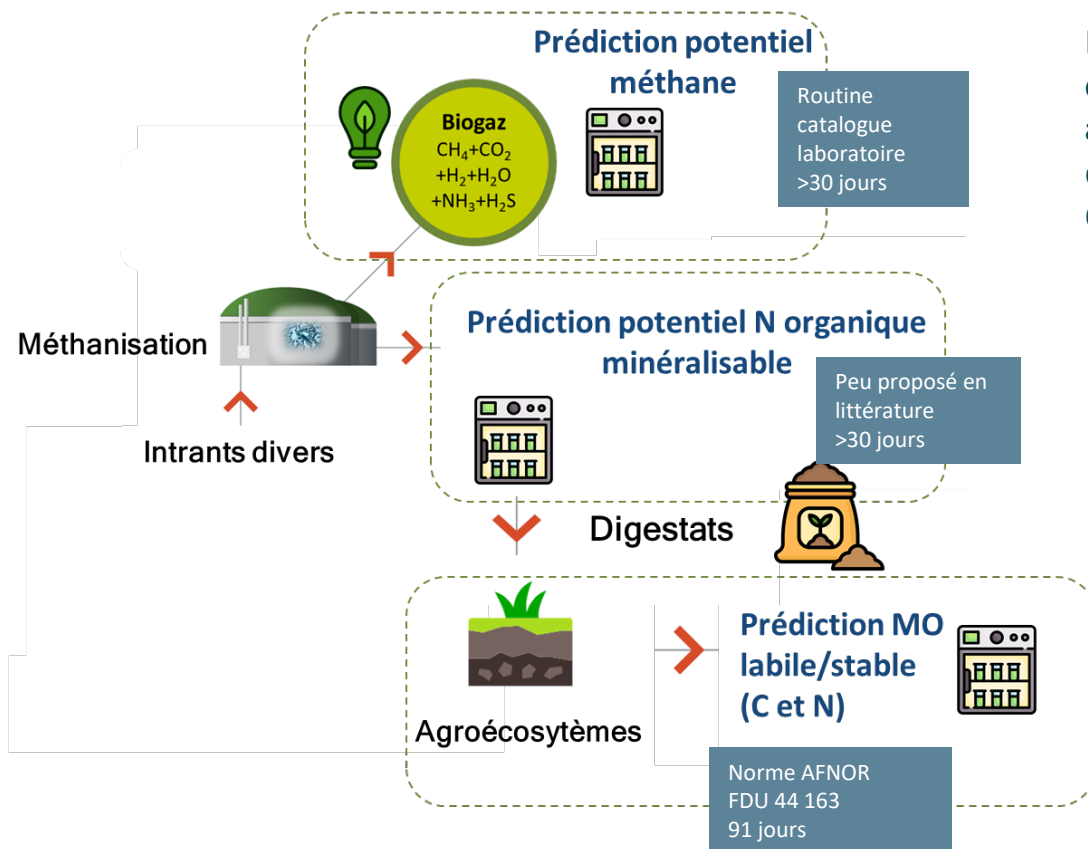 Prédiction potentiel
méthane
Routine
catalogue
laboratoire
>30 jours
Biogaz
CH₄+CO₂
+H₂+H₂O
+NH₃+H₂S
Méthanisation
Intrants divers
Prédiction potentiel N organique
minéralisable
Peu proposé en
littérature
>30 jours
Digestats
Prédiction MO
labile/stable
(C et N)
Agroécosytèmes
Norme AFNOR
FDU 44 163
91 jours